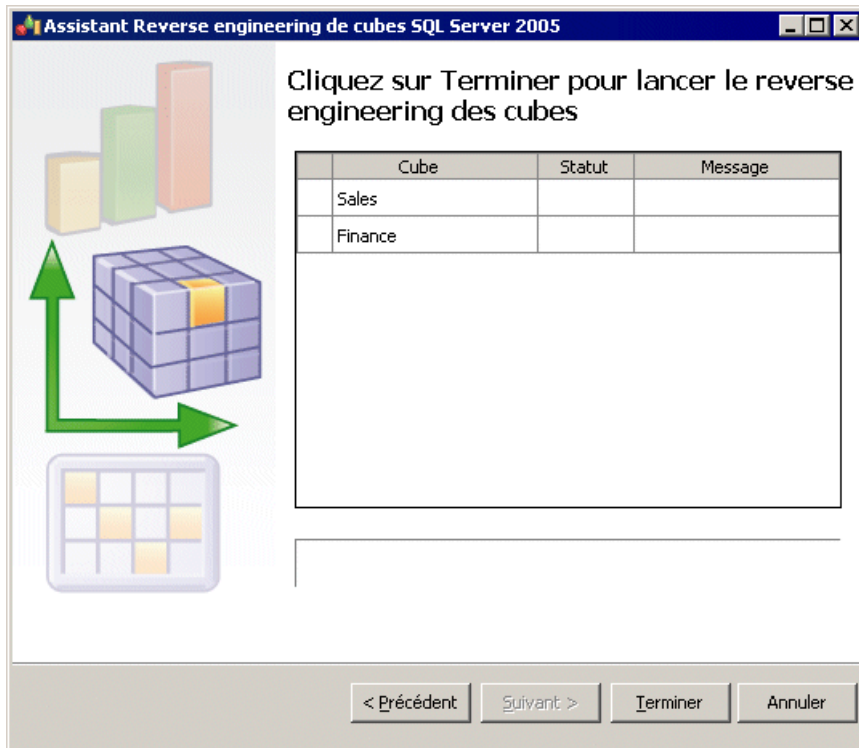 Assistant Reverse engineering de cubes SQL Server 2005
Cliquez sur Terminer pour lancer le reverse
engineering des cubes
Cube Statut Message
Sales
Finance
< Précédent Suivant > Terminer Annuler